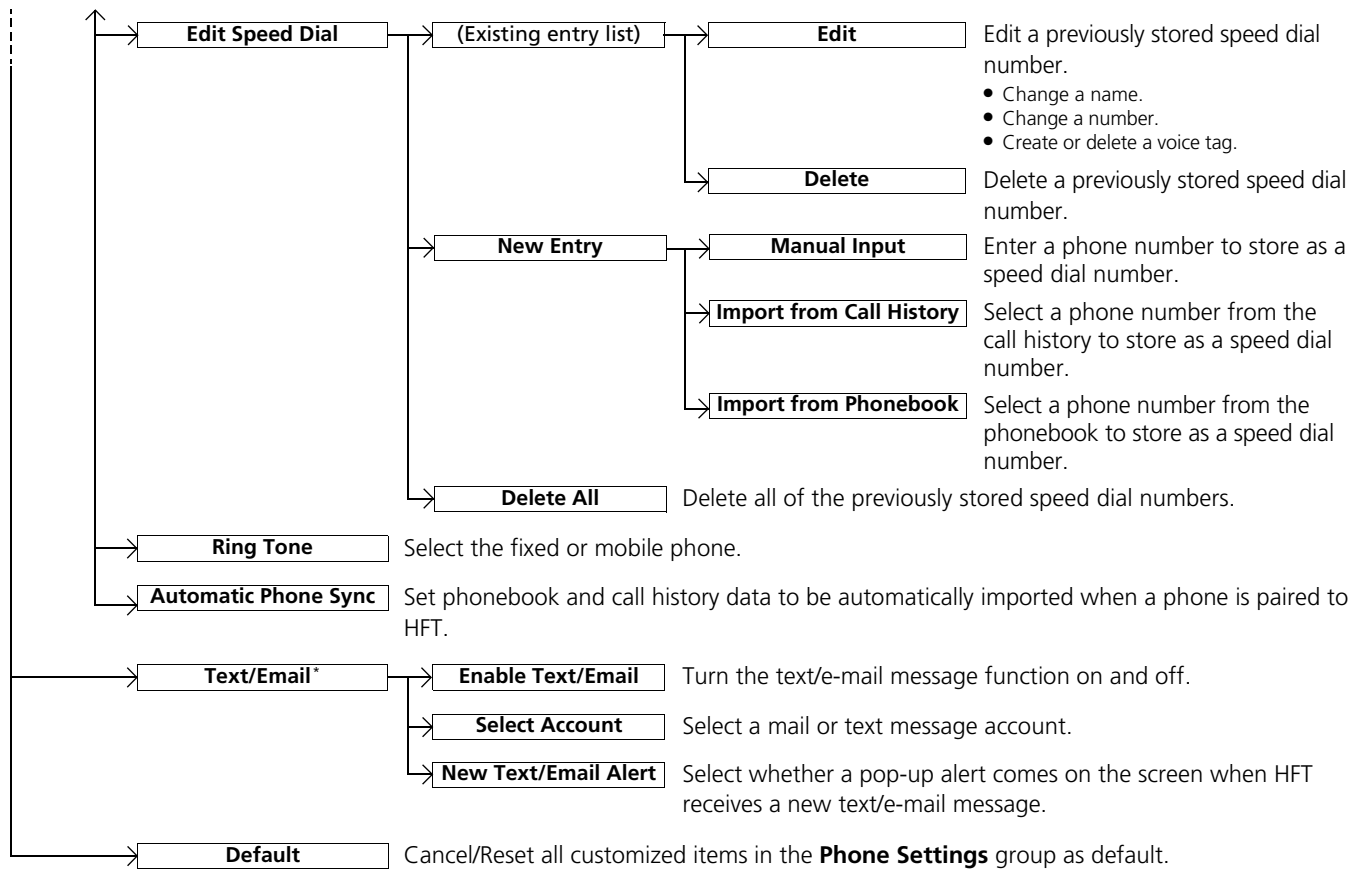 Edit Speed Dial
(Existing entry list)
Edit
Edit a previously stored speed dial
number.
• Change a name.
• Change a number.
• Create or delete a voice tag.
Delete
Delete a previously stored speed dial
number.
New Entry
Manual Input
Enter a phone number to store as a
speed dial number.
Import from Call History
Select a phone number from the
call history to store as a speed dial
number.
Import from Phonebook
Select a phone number from the
phonebook to store as a speed dial
number.
Delete All
Delete all of the previously stored speed dial numbers.
Ring Tone
Select the fixed or mobile phone.
Automatic Phone Sync
Set phonebook and call history data to be automatically imported when a phone is paired to
HFT.
Text/Email*
Enable Text/Email
Turn the text/e-mail message function on and off.
Select Account
Select a mail or text message account.
New Text/Email Alert
Select whether a pop-up alert comes on the screen when HFT
receives a new text/e-mail message.
Default
Cancel/Reset all customized items in the Phone Settings group as default.